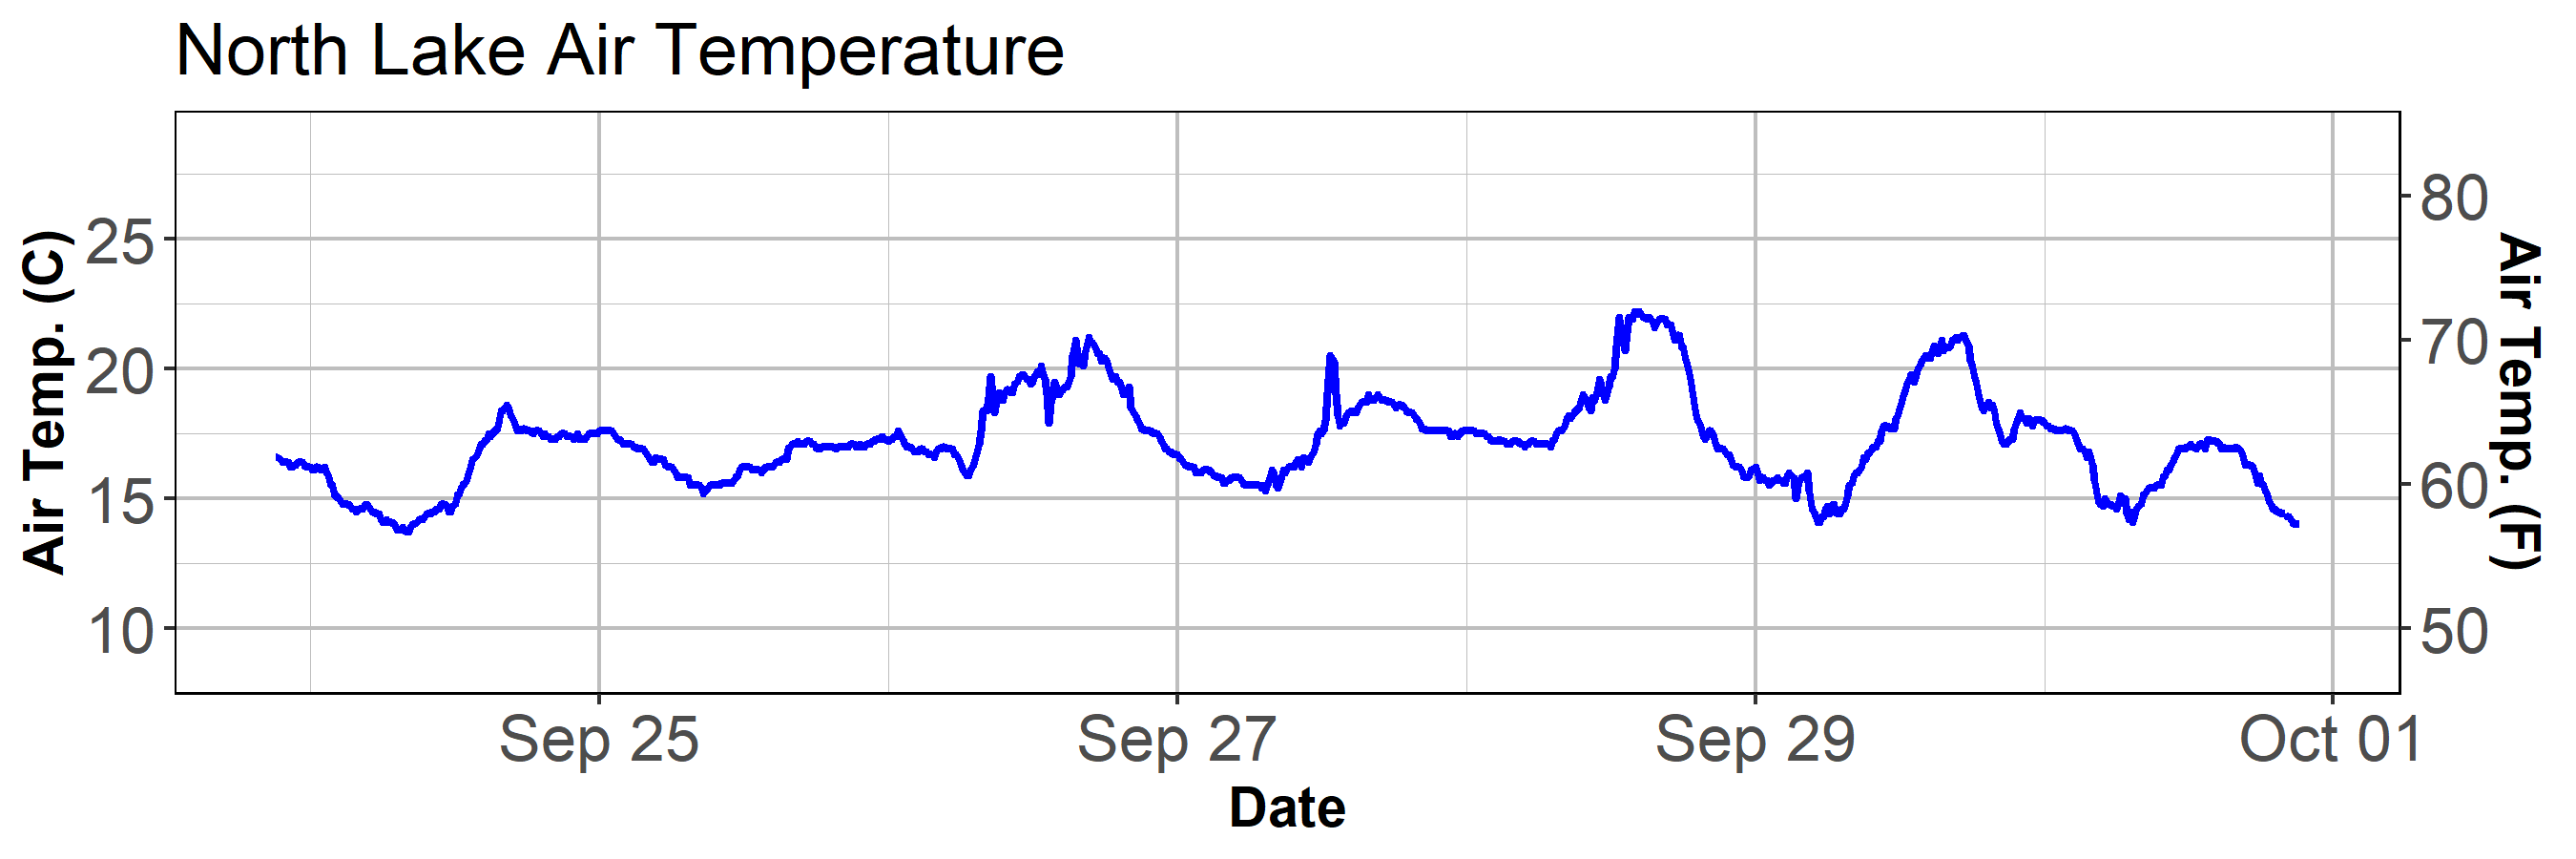 North Lake Air Temperature
Air Temp. (C)
25
20
15
10
80
70
60
50
Air Temp. (F)
Sep 25 Sep 27 Sep 29 Oct 01
Date